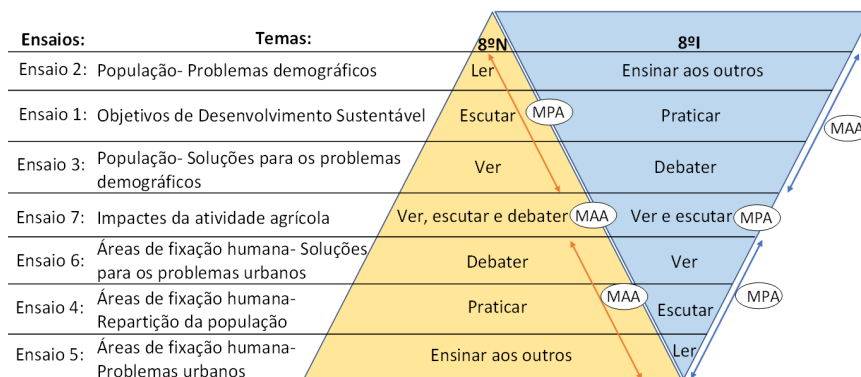 Ensaios: Temas: 8ºN 8ºI
Ensaio 2: População- Problemas demográficos Ler Ensinar aos outros
Ensaio 1: Objetivos de Desenvolvimento Sustentável Escutar MPA Praticar MAA
Ensaio 3: População- Soluções para os problemas
demográficos Ver Debater
Ensaio 7: Impactes da atividade agrícola Ver, escutar e debater MAA Ver e escutar MPA
Ensaio 6: Áreas de fixação humana- Soluções
para os problemas urbanos Debater Ver
Ensaio 4: Áreas de fixação humana-
Repartição da população Praticar MAA Escutar MPA
Ensaio 5: Áreas de fixação humana-
Problemas urbanos Ensinar aos outros Ler